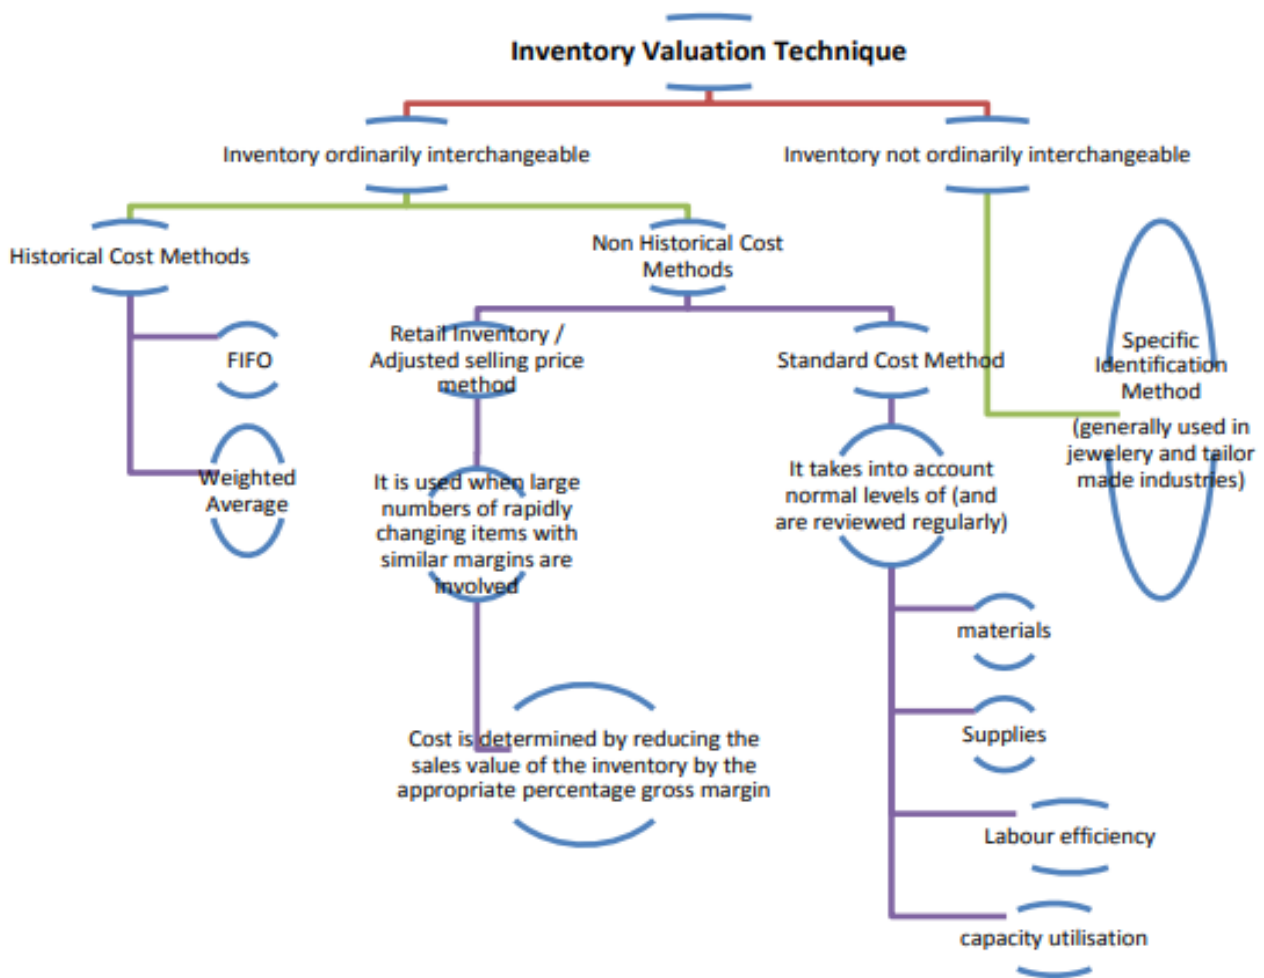 Inventory Valuation Technique
Inventory ordinarily interchangeable
Inventory not ordinarily interchangeable
Historical Cost Methods
Non Historical Cost
Methods
FIFO
Weighted
Average
Retail Inventory /
Adjusted selling price
method
It is used when large
numbers of rapidly
changing items with
similar margins are
involved
Cost is determined by reducing the
sales value of the inventory by the
appropriate percentage gross margin
Standard Cost Method
It takes into account
normal levels of (and
are reviewed regularly)
materials
Supplies
Labour efficiency
capacity utilisation
Specific
Identification
Method
(generally used in
jewelery and tailor
made industries)